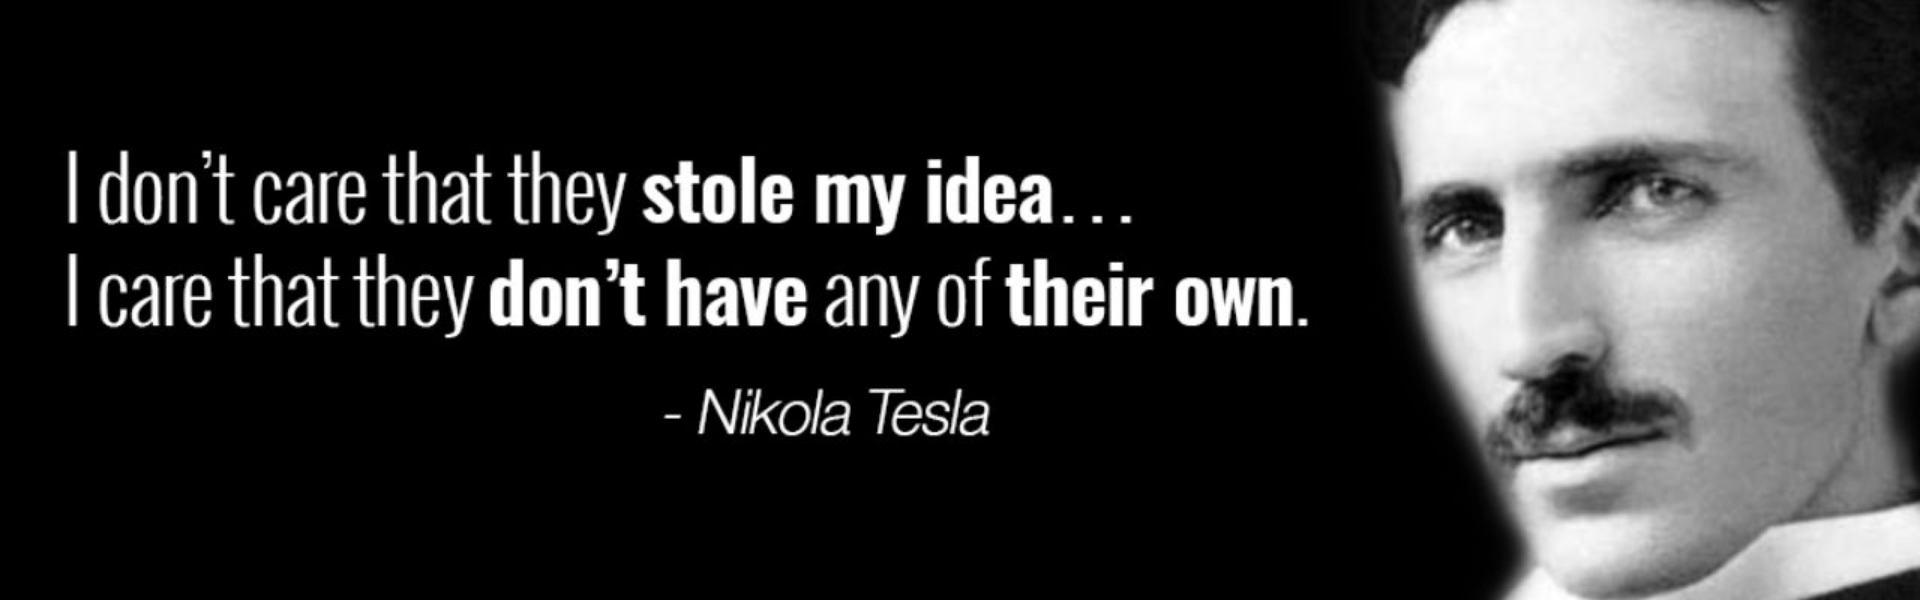 I don’t care that they stole my idea...
I care that they don’t have any of their own.
- Nikola Tesla